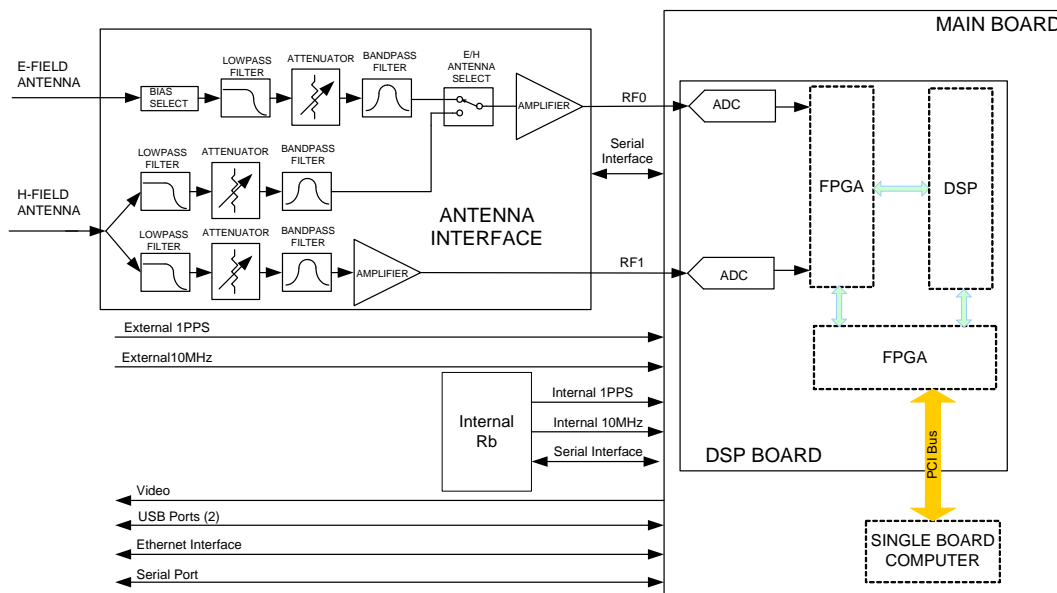 MAIN BOARD
E-FIELD
ANTENNA
BIAS
SELECT
LOWPASS
FILTER
ATTENUATOR
BANDPASS
FILTER
E/H
ANTENNA
SELECT
AMPLIFIER
RF0
ADC
Serial
Interface
FPGA
DSP
H-FIELD
ANTENNA
LOWPASS
FILTER
ATTENUATOR
BANDPASS
FILTER
ANTENNA
INTERFACE
LOWPASS
FILTER
ATTENUATOR
BANDPASS
FILTER
AMPLIFIER
RF1
ADC
External 1PPS
External10MHz
FPGA
Internal
Rb
Internal 1PPS
Internal 10MHz
Serial Interface
DSP BOARD
PCI Bus
Video
USB Ports (2)
Ethernet Interface
Serial Port
SINGLE BOARD
COMPUTER